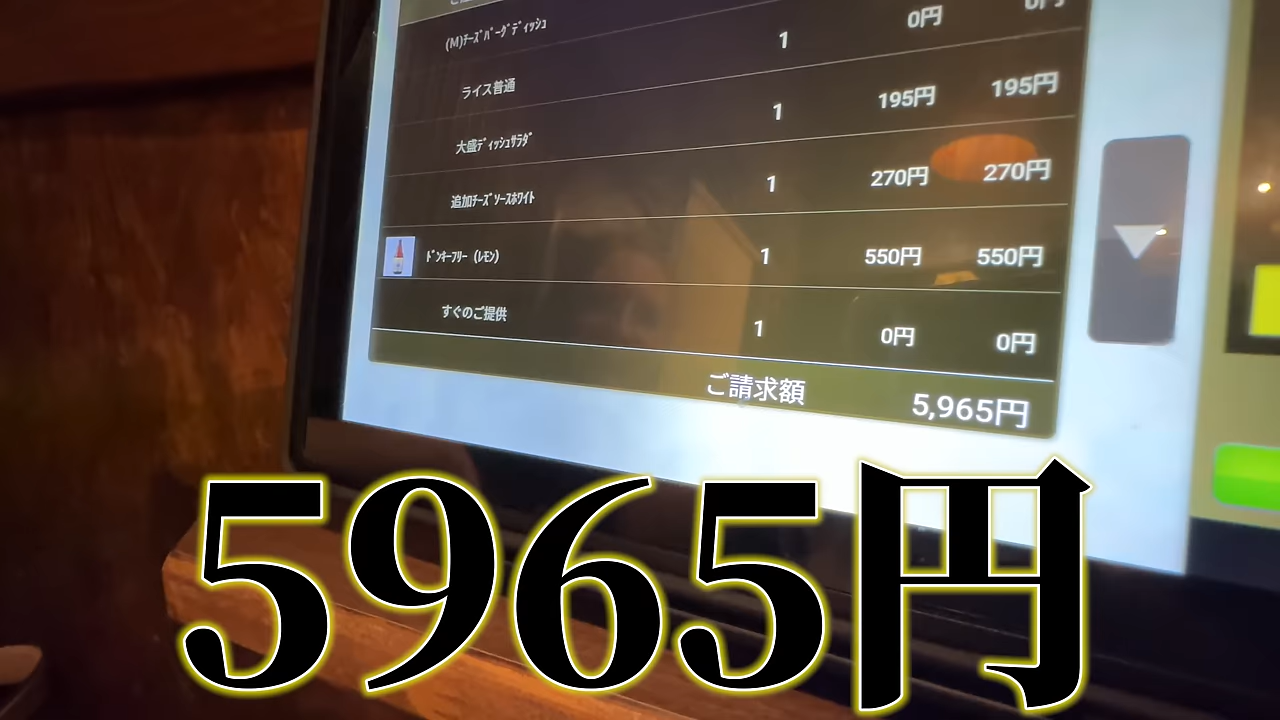 (M)ﾁｰｽﾞﾊﾞｰｸﾞﾃﾞｨｯｼｭ 1 0円 0円
ライス普通 1 195円 195円
大盛ﾃﾞｨｯｼｭｻﾗﾀﾞ 1 270円 270円
追加ﾁｰｽﾞｿｰｽﾎﾜｲﾄ 1 550円 550円
ﾄﾞﾝｷｰﾌﾘｰ (ﾚﾓﾝ) 1 0円 0円
すぐのご提供
ご請求額 5,965円
5965円